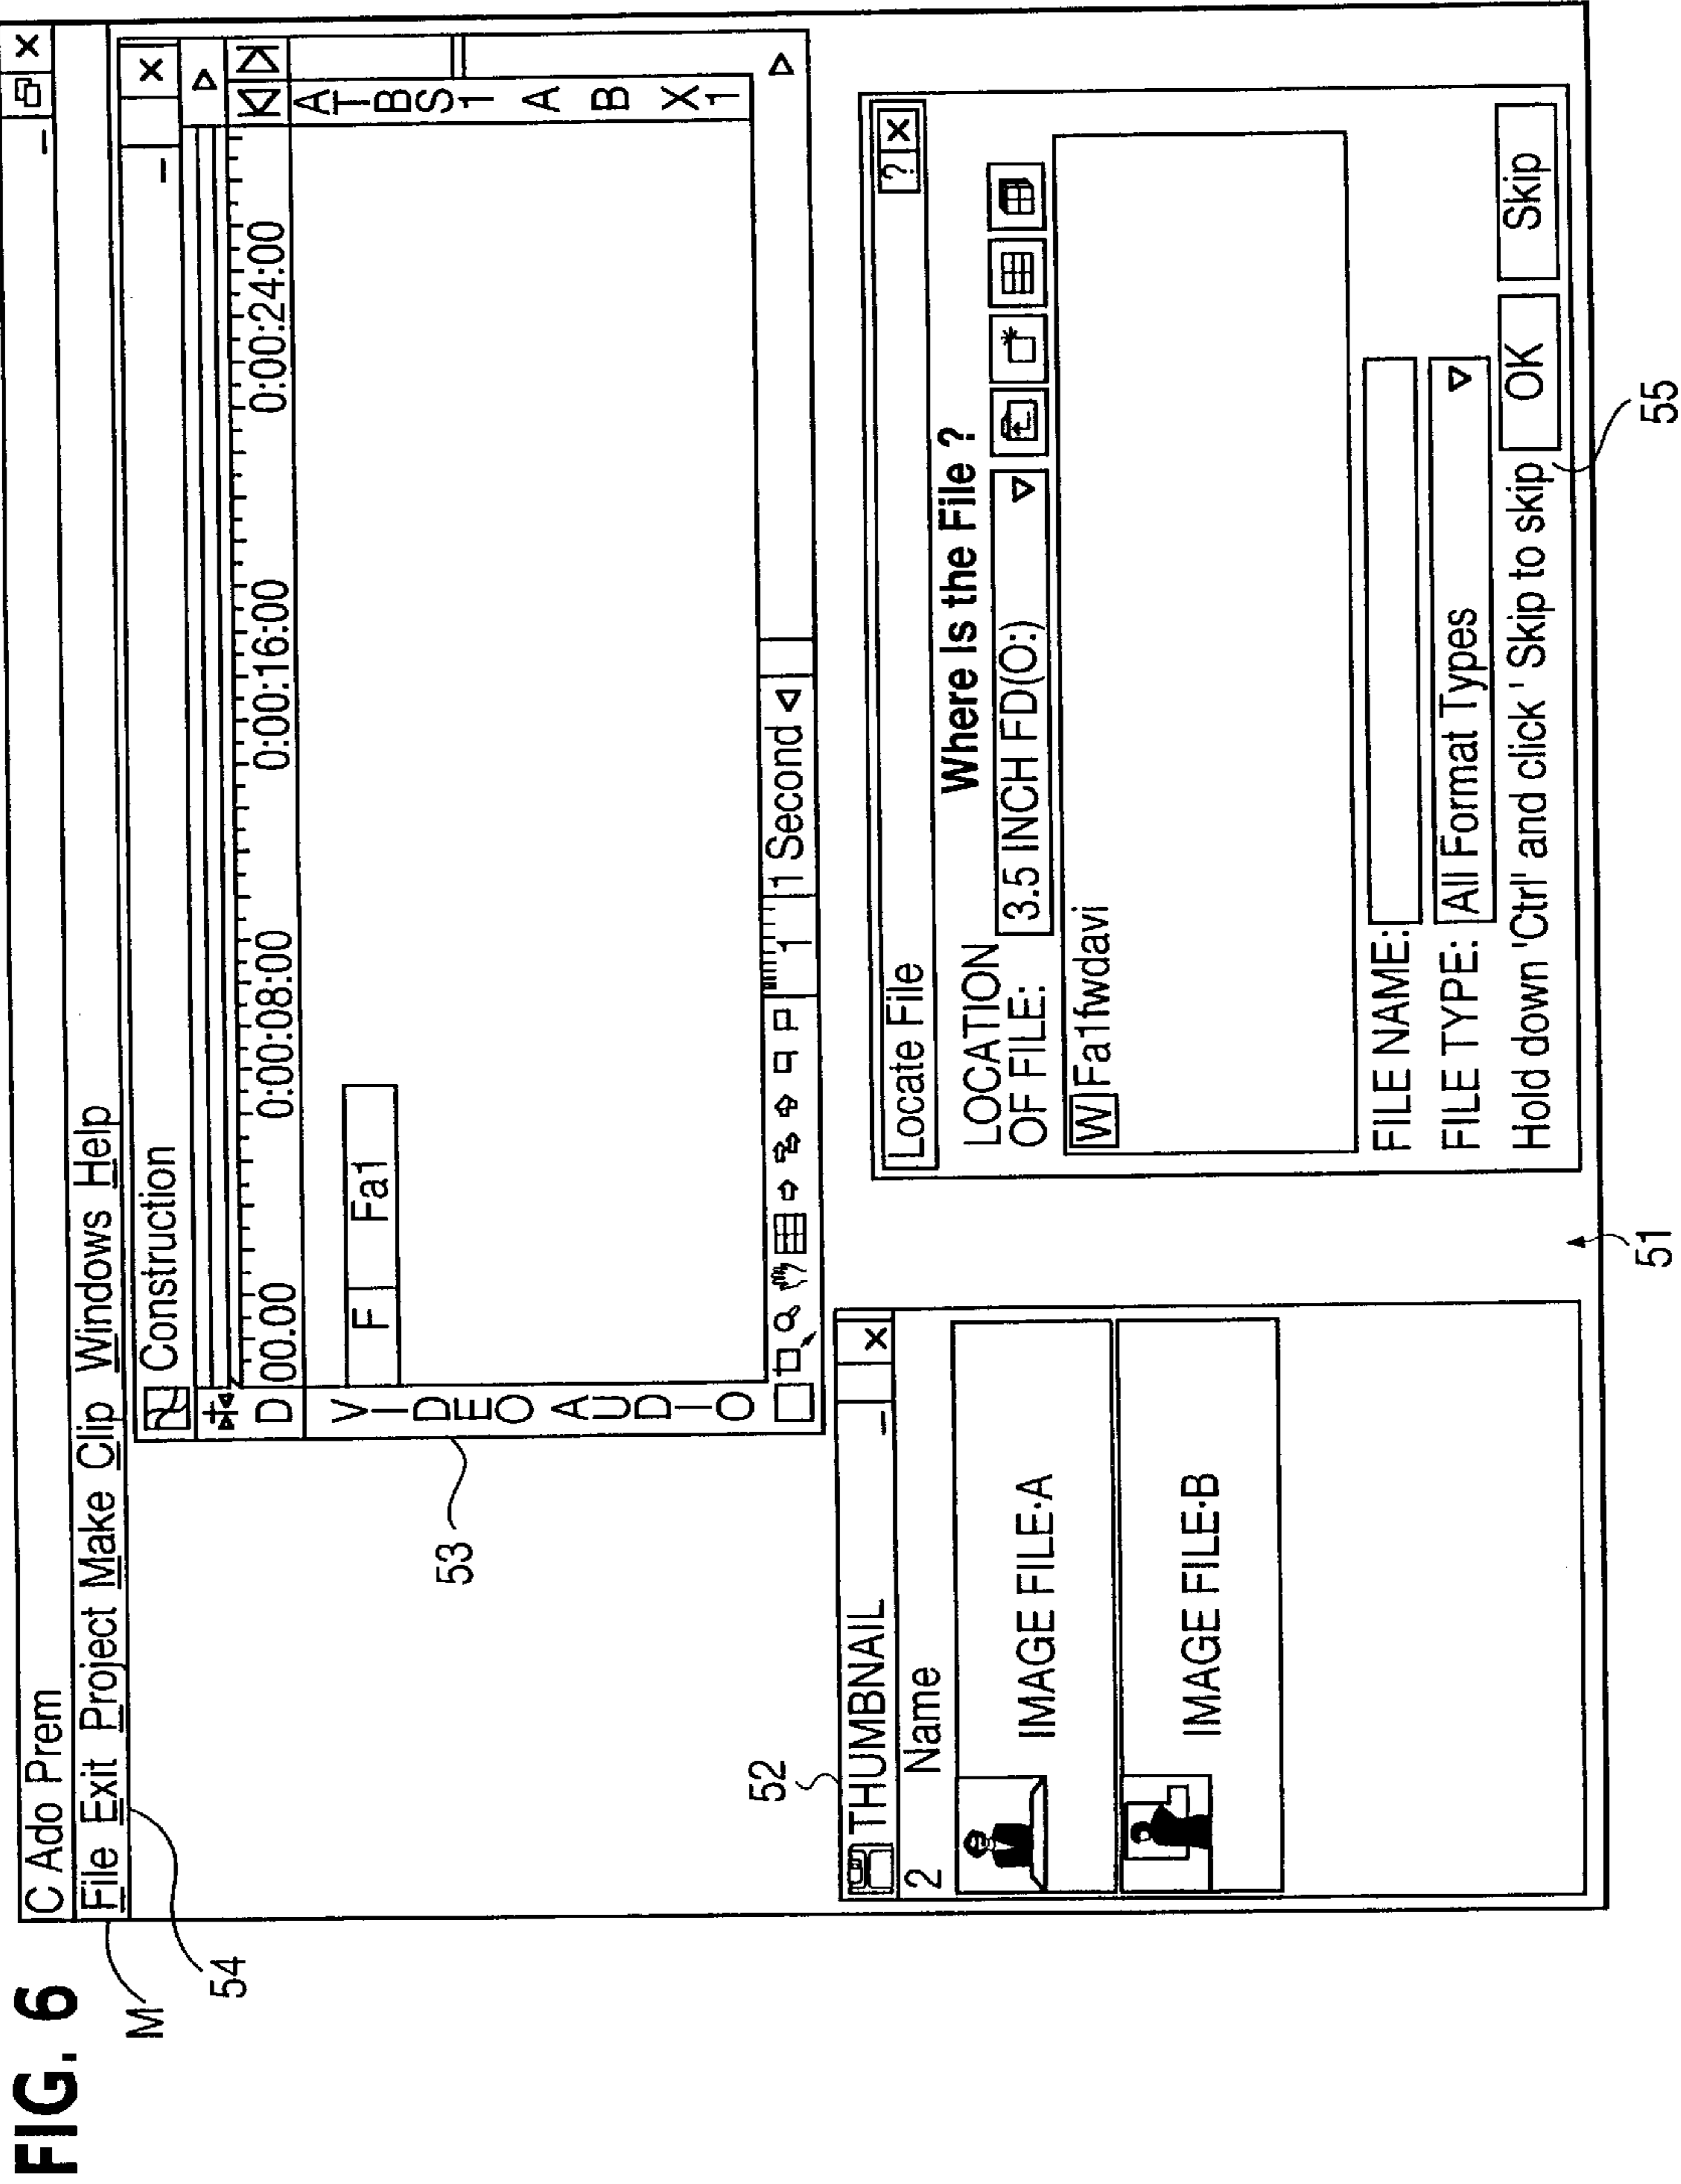 FIG. 6
M
54
C Ado Prem
File Exit Project Make Clip Windows Help
Construction
D 00.00 0:00:08:00 0:00:16:00 0:00:24:00
VIDEO AUDIO
F Fa1
A
T
B
S
1
A
B
X
1
1
1 Second
53
52
THUMBNAIL
2 Name
IMAGE FILE·A
IMAGE FILE·B
Locate File
?
Where Is the File ?
LOCATION
OF FILE: 3.5 INCH FD(O:)
W Fa1fwdavi
FILE NAME:
FILE TYPE: All Format Types
Hold down 'Ctrl' and click ' Skip to skip OK Skip
51
55